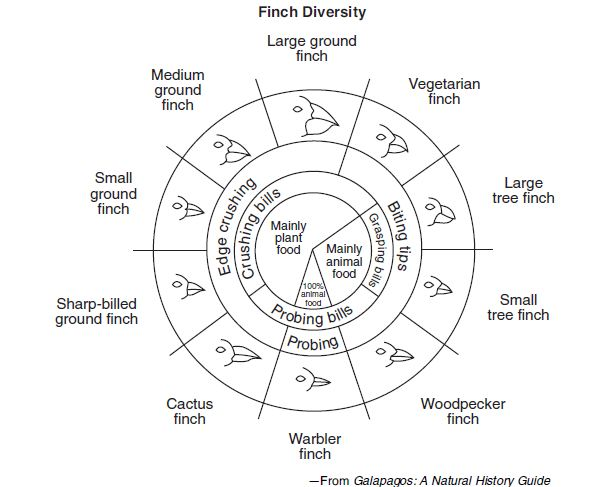 Finch Diversity
Large ground
finch
Medium
ground
finch
Vegetarian
finch
Small
ground
finch
Large
tree finch
Edge crushing
Crushing bills
Biting tips
Grasping bills
Mainly
plant
food
Mainly
animal
food
100%
animal
food
Probing bills
Probing
Sharp-billed
ground finch
Small
tree finch
Cactus
finch
Woodpecker
finch
Warbler
finch
—From Galapagos: A Natural History Guide